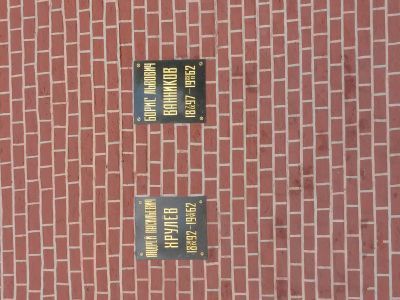 АНДРЕЙ ВАСИЛЬЕВИЧ
ХРУЛЕВ
1892–1962
БОРИС ЛЬВОВИЧ
ВАННИКОВ
1897–1962